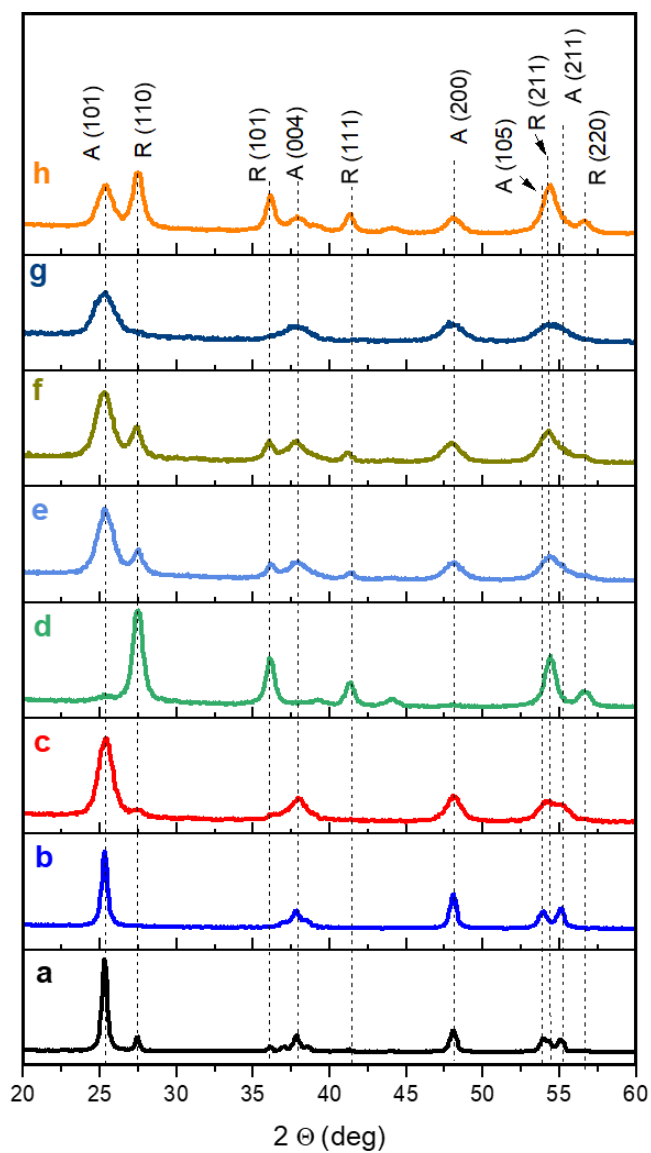 A (101)
R (110)
R (101)
A (004)
R (111)
A (200)
A (105)
R (211)
A (211)
R (220)
h
g
f
e
d
c
b
a
20 25 30 35 40 45 50 55 60
2 Θ (deg)